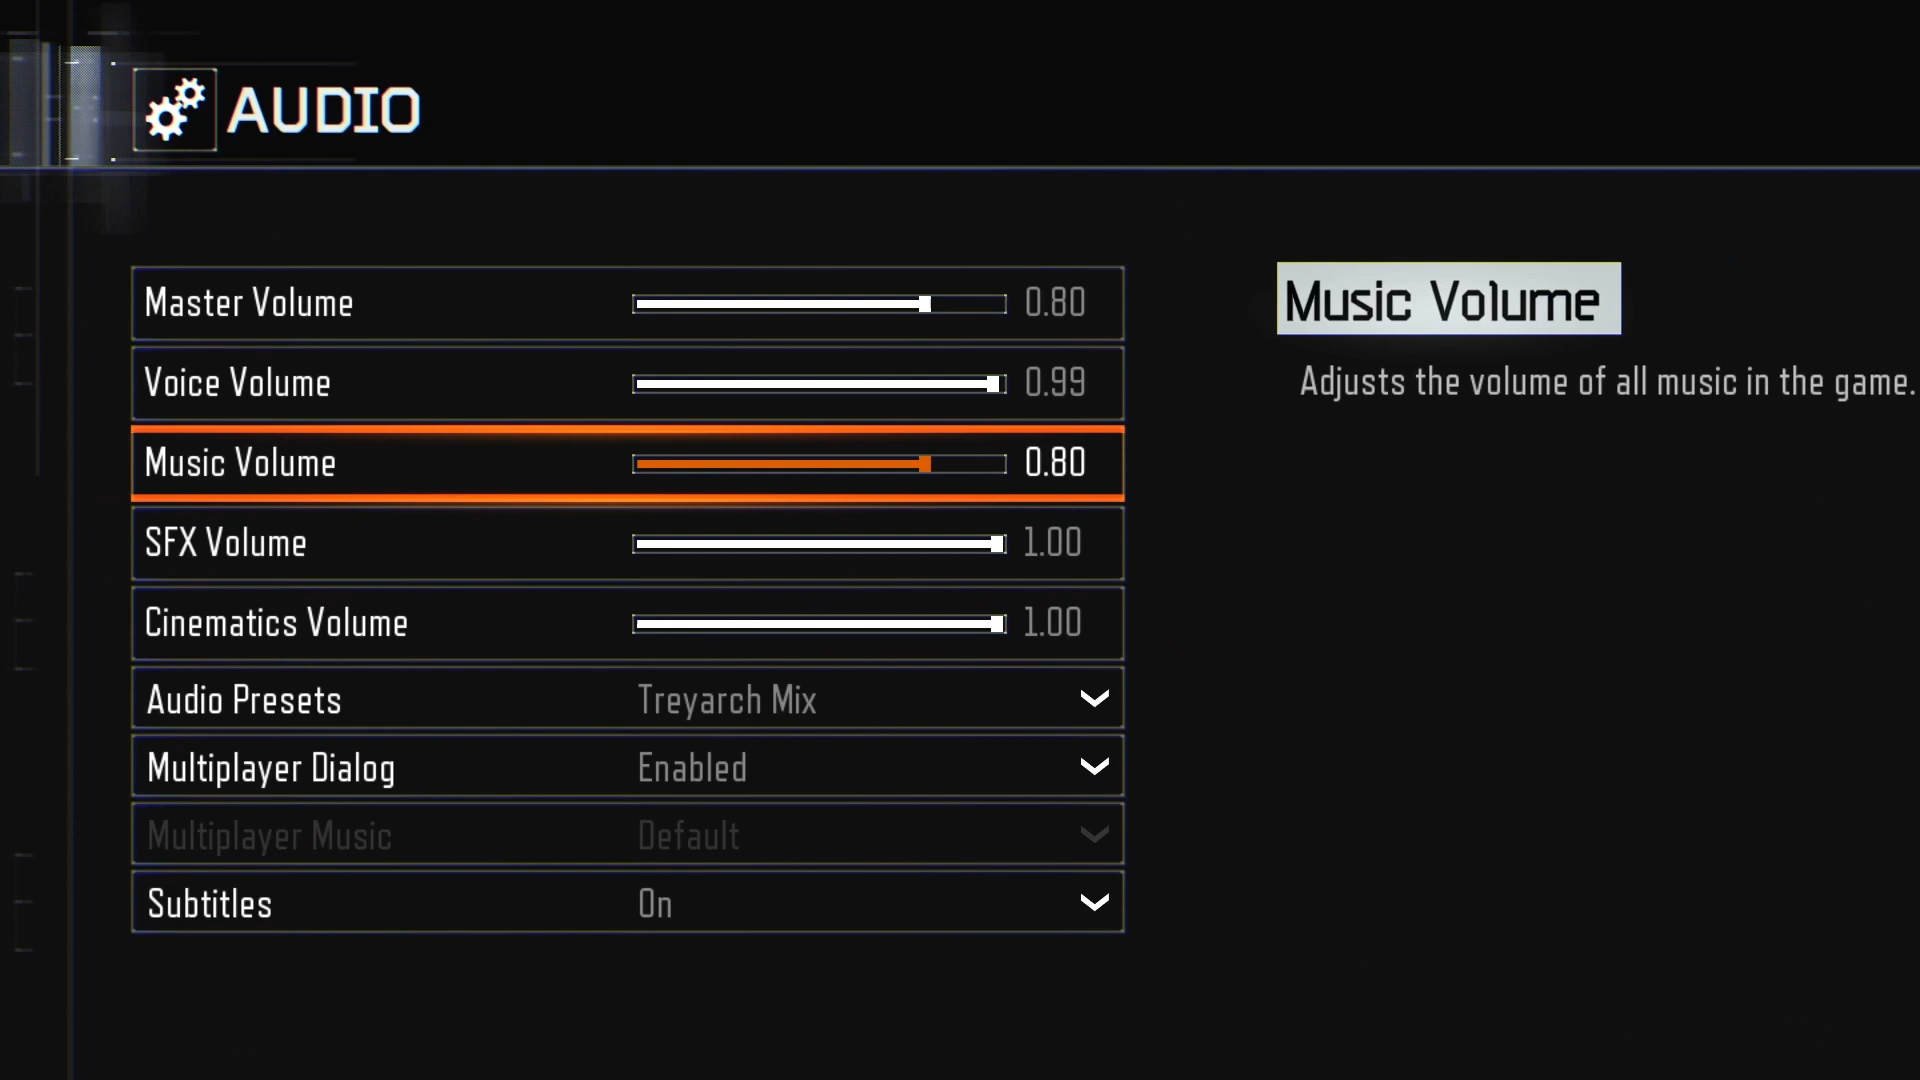 AUDIO
Master Volume 0.80
Voice Volume 0.99
Music Volume 0.80
SFX Volume 1.00
Cinematics Volume 1.00
Audio Presets Treyarch Mix
Multiplayer Dialog Enabled
Multiplayer Music Default
Subtitles On
Music Volume
Adjusts the volume of all music in the game.